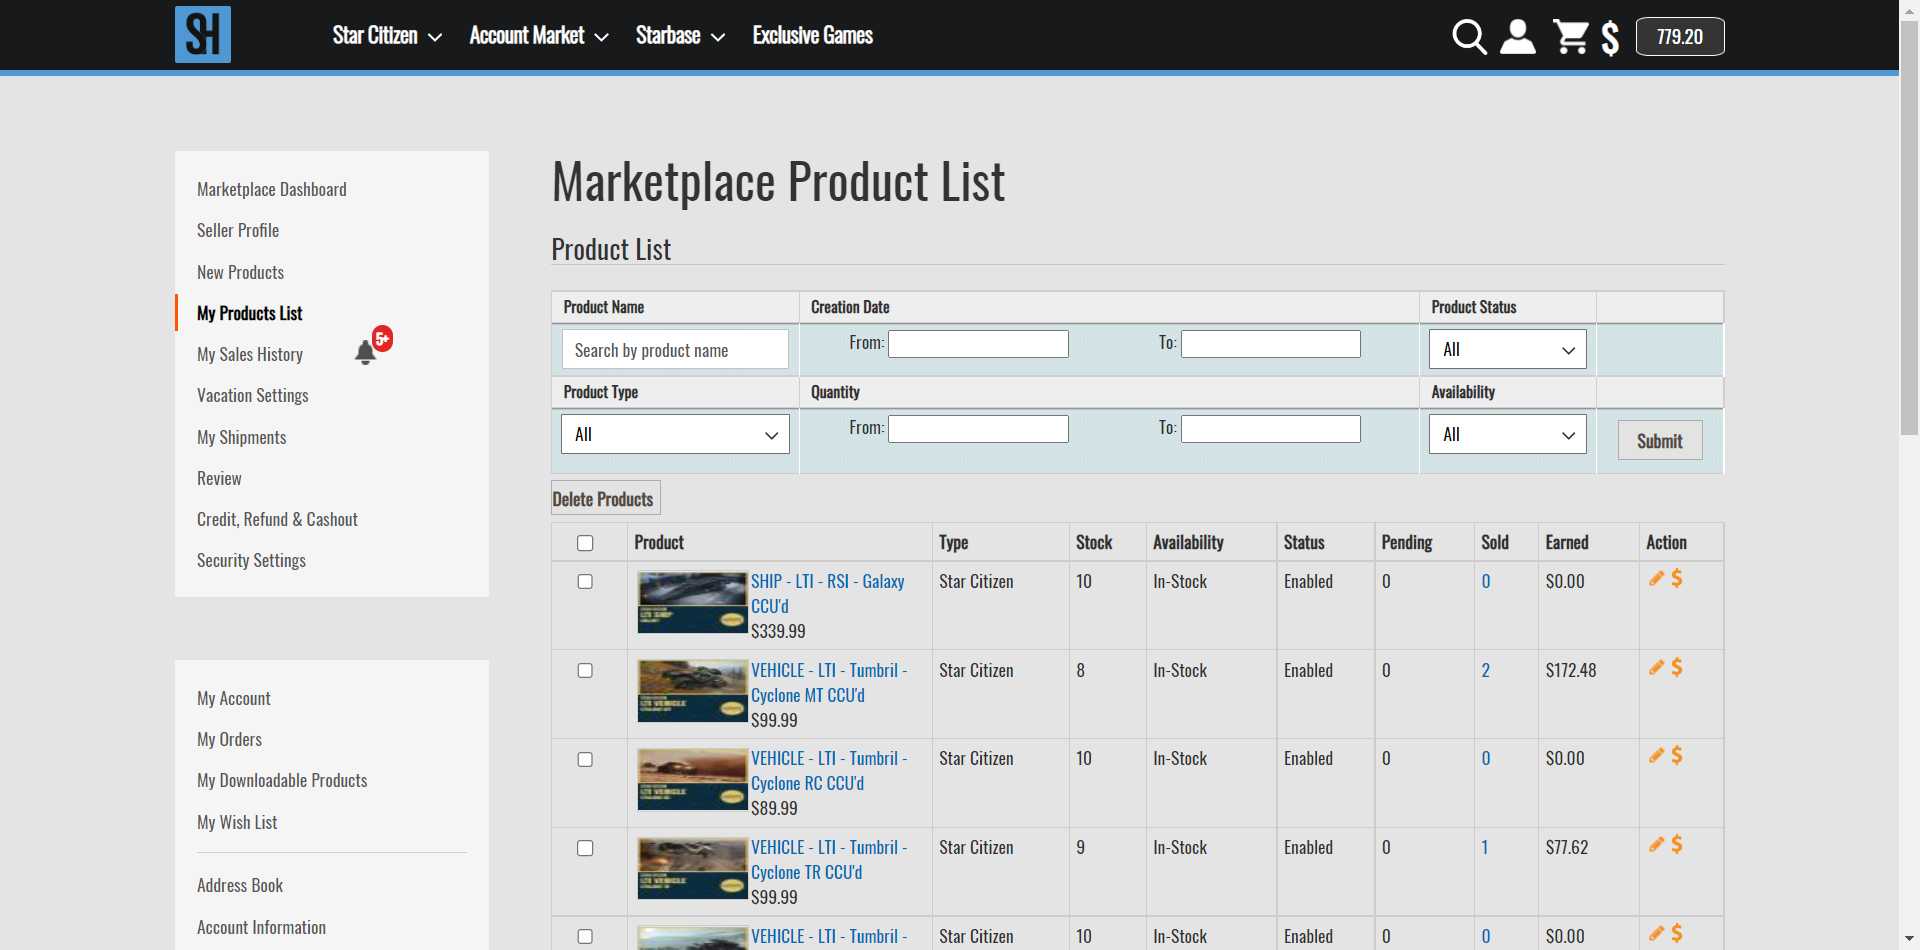 SH
Star Citizen
Account Market
Starbase
Exclusive Games
779.20
Marketplace Dashboard
Seller Profile
New Products
My Products List
5+
My Sales History
Vacation Settings
My Shipments
Review
Credit, Refund & Cashout
Security Settings
My Account
My Orders
My Downloadable Products
My Wish List
Address Book
Account Information
Marketplace Product List
Product List
Product Name Creation Date Product Status
Search by product name From: To: All
Product Type Quantity Availability
All From: To: All Submit
Delete Products
Product Type Stock Availability Status Pending Sold Earned Action
SHIP - LTI - RSI - Galaxy Star Citizen 10 In-Stock Enabled 0 0 $0.00 $
CCU'd
$339.99
VEHICLE - LTI - Tumbril - Star Citizen 8 In-Stock Enabled 0 2 $172.48 $
Cyclone MT CCU'd
$99.99
VEHICLE - LTI - Tumbril - Star Citizen 10 In-Stock Enabled 0 0 $0.00 $
Cyclone RC CCU'd
$89.99
VEHICLE - LTI - Tumbril - Star Citizen 9 In-Stock Enabled 0 1 $77.62 $
Cyclone TR CCU'd
$99.99
VEHICLE - LTI - Tumbril - Star Citizen 10 In-Stock Enabled 0 0 $0.00 $